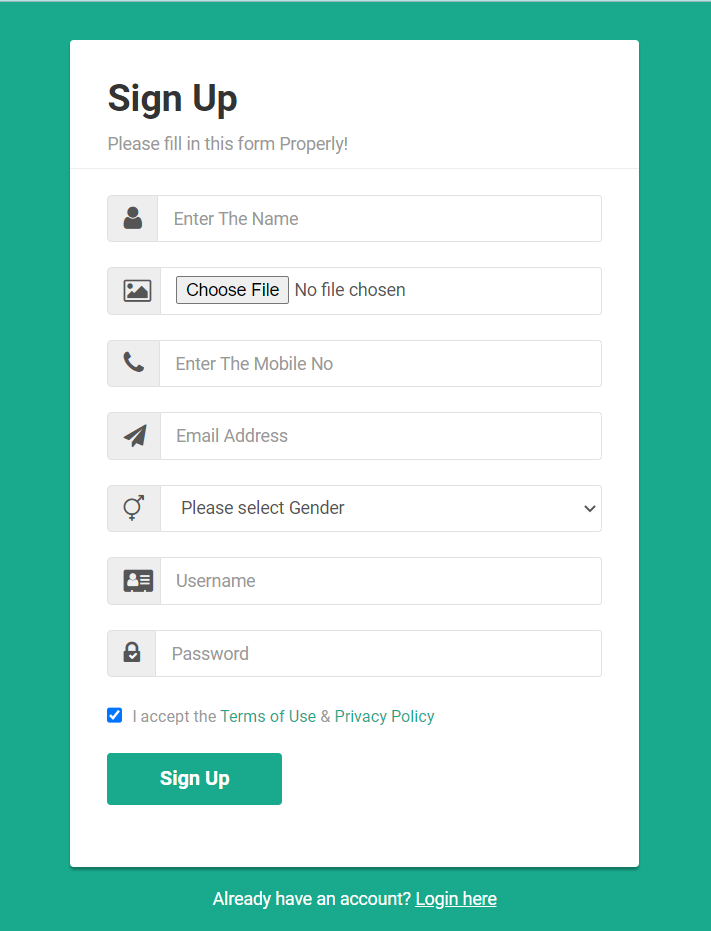 Sign Up
Please fill in this form Properly!
Enter The Name
Choose File No file chosen
Enter The Mobile No
Email Address
Please select Gender
Username
Password
I accept the Terms of Use & Privacy Policy
Sign Up
Already have an account? Login here